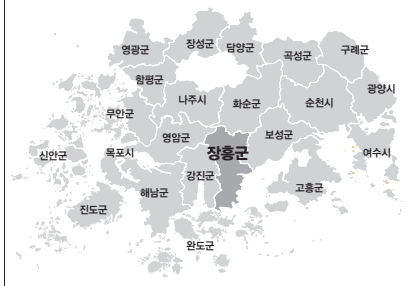 영광군
장성군
담양군
곡성군
구례군
함평군
나주시
화순군
순천시
광양시
무안군
영암군
보성군
신안군
목포시
장흥군
여수시
강진군
해남군
고흥군
진도군
완도군